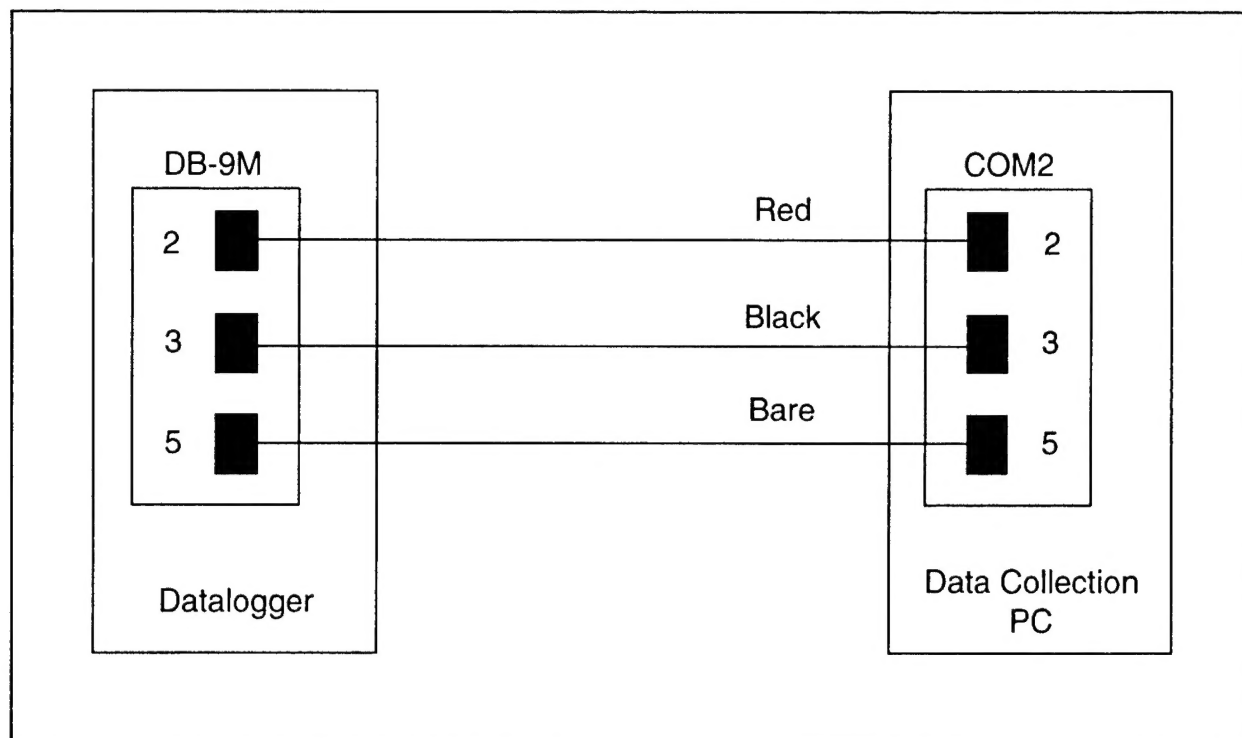 DB-9M
COM2
2
Red
2
3
Black
3
5
Bare
5
Datalogger
Data Collection
PC